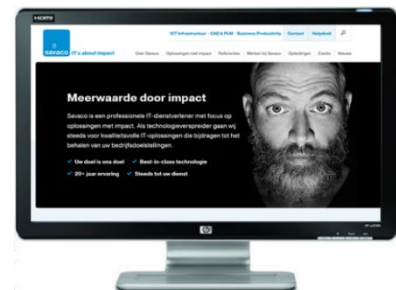 HDMI
ICT Infrastructuur - CAD & PLM - Business Productivity Contact Helpdesk
savaco IT's about impact
Over Savaco Oplossingen met impact Referenties Werken bij Savaco Opleidingen Events Nieuws
Meerwaarde door impact
Savaco is een professionele IT-dienstverlener met focus op
oplossingen met impact. Als technologieverspreider gaan wij
steeds voor kwaliteitsvolle IT-oplossingen die bijdragen tot het
behalen van uw bedrijfsdoelstellingen.
Uw doel is ons doel Best-in-class technologie
20+ jaar ervaring Steeds tot uw dienst
hp